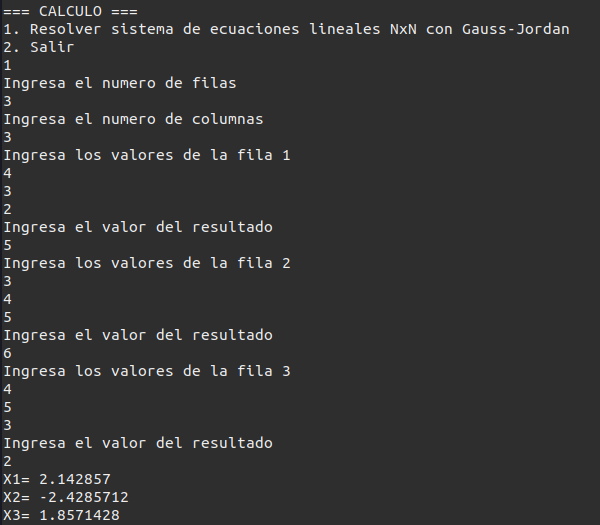 === CALCULO ===
1. Resolver sistema de ecuaciones lineales NxN con Gauss-Jordan
2. Salir
1
Ingresa el numero de filas
3
Ingresa el numero de columnas
3
Ingresa los valores de la fila 1
4
3
2
Ingresa el valor del resultado
5
Ingresa los valores de la fila 2
3
4
5
Ingresa el valor del resultado
6
Ingresa los valores de la fila 3
4
5
3
Ingresa el valor del resultado
2
X1= 2.142857
X2= -2.4285712
X3= 1.8571428